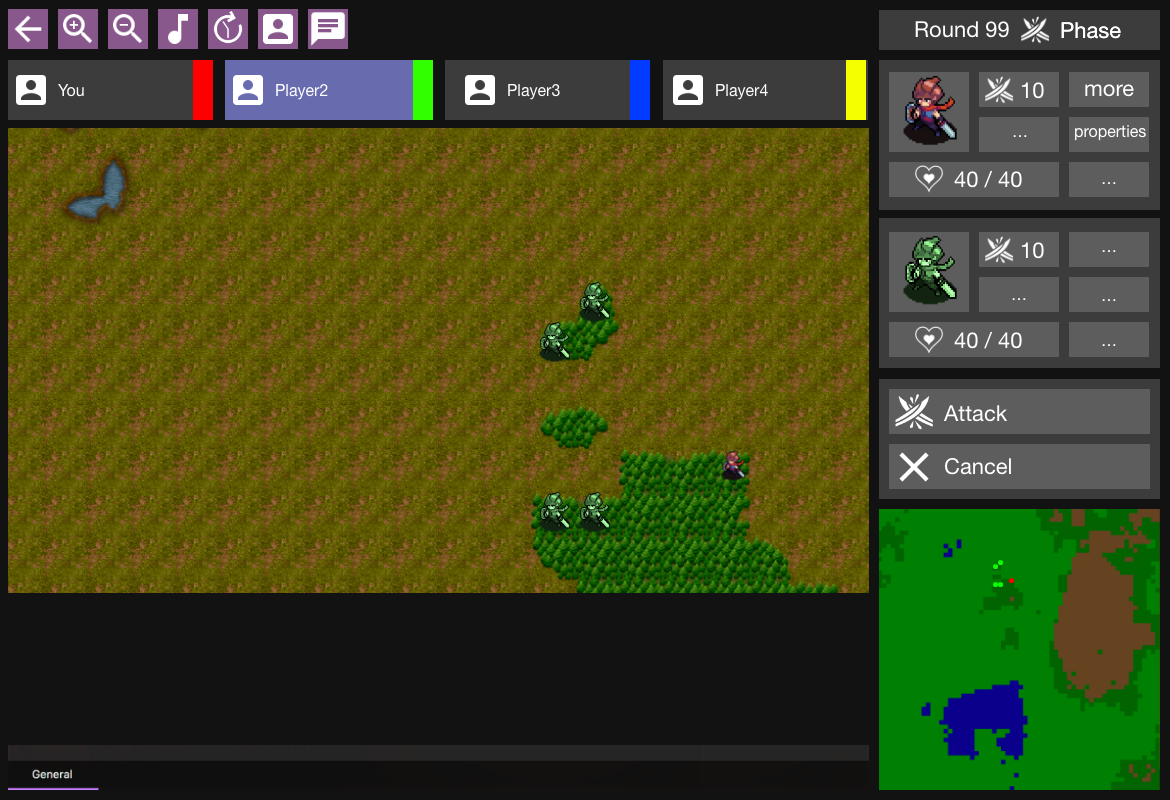 Round 99 Phase
You
Player2
Player3
Player4
10
more
...
properties
40 / 40
...
10
...
...
...
40 / 40
...
Attack
Cancel
General